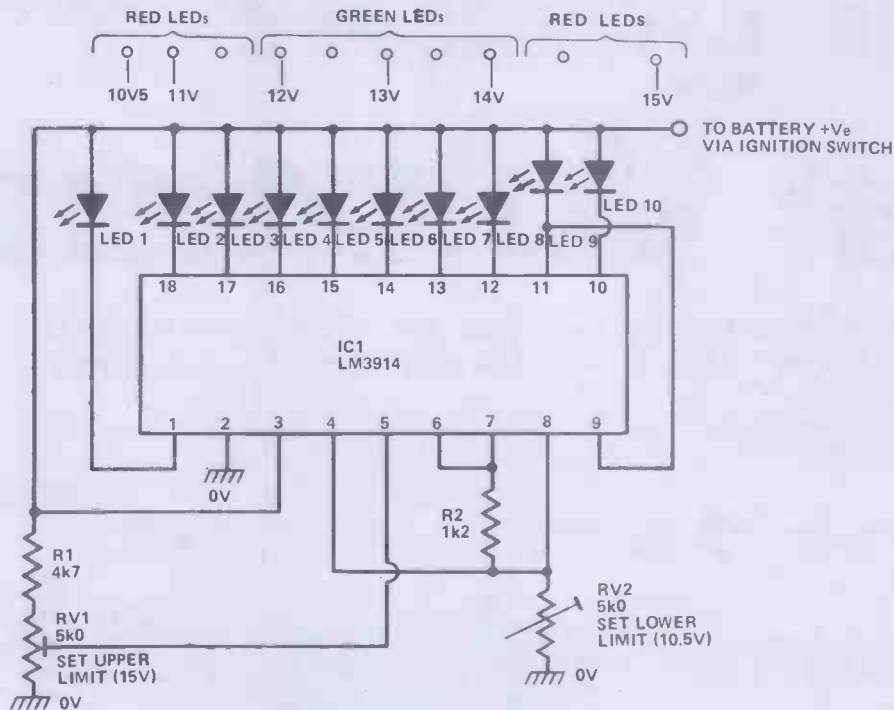 RED LEDs
GREEN LEDs
RED LEDS
10V5
11V
12V
13V
14V
15V
TO BATTERY +Ve
VIA IGNITION SWITCH
LED 1
LED 2
LED 3
LED 4
LED 5
LED 6
LED 7
LED 8
LED 9
LED 10
18
17
16
15
14
13
12
11
10
IC1
LM3914
1
2
3
4
5
6
7
8
9
0V
R2
1k2
R1
4k7
RV1
5k0
SET UPPER
LIMIT (15V)
0V
RV2
5k0
SET LOWER
LIMIT (10.5V)
0V